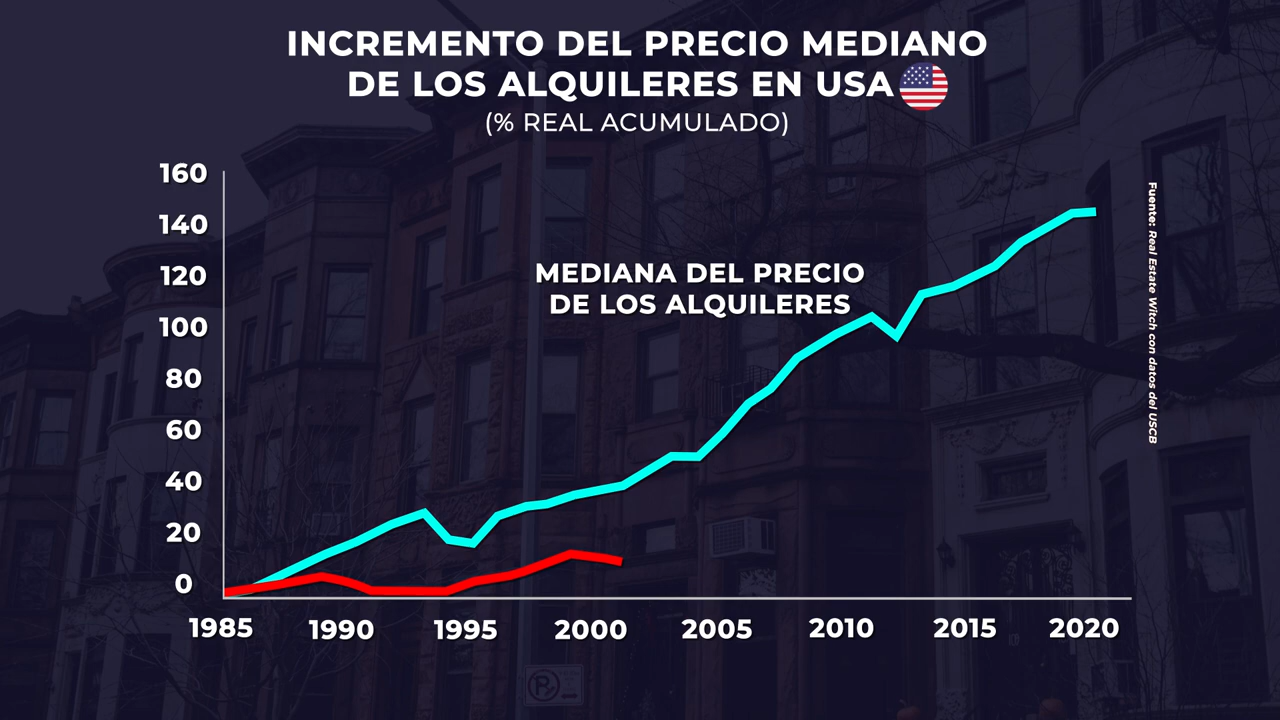 INCREMENTO DEL PRECIO MEDIANO
DE LOS ALQUILERES EN USA
(% REAL ACUMULADO)
160
140
120
100
80
60
40
20
0
MEDIANA DEL PRECIO
DE LOS ALQUILERES
1985 1990 1995 2000 2005 2010 2015 2020
Fuente: Real Estate Witch con datos del USCB